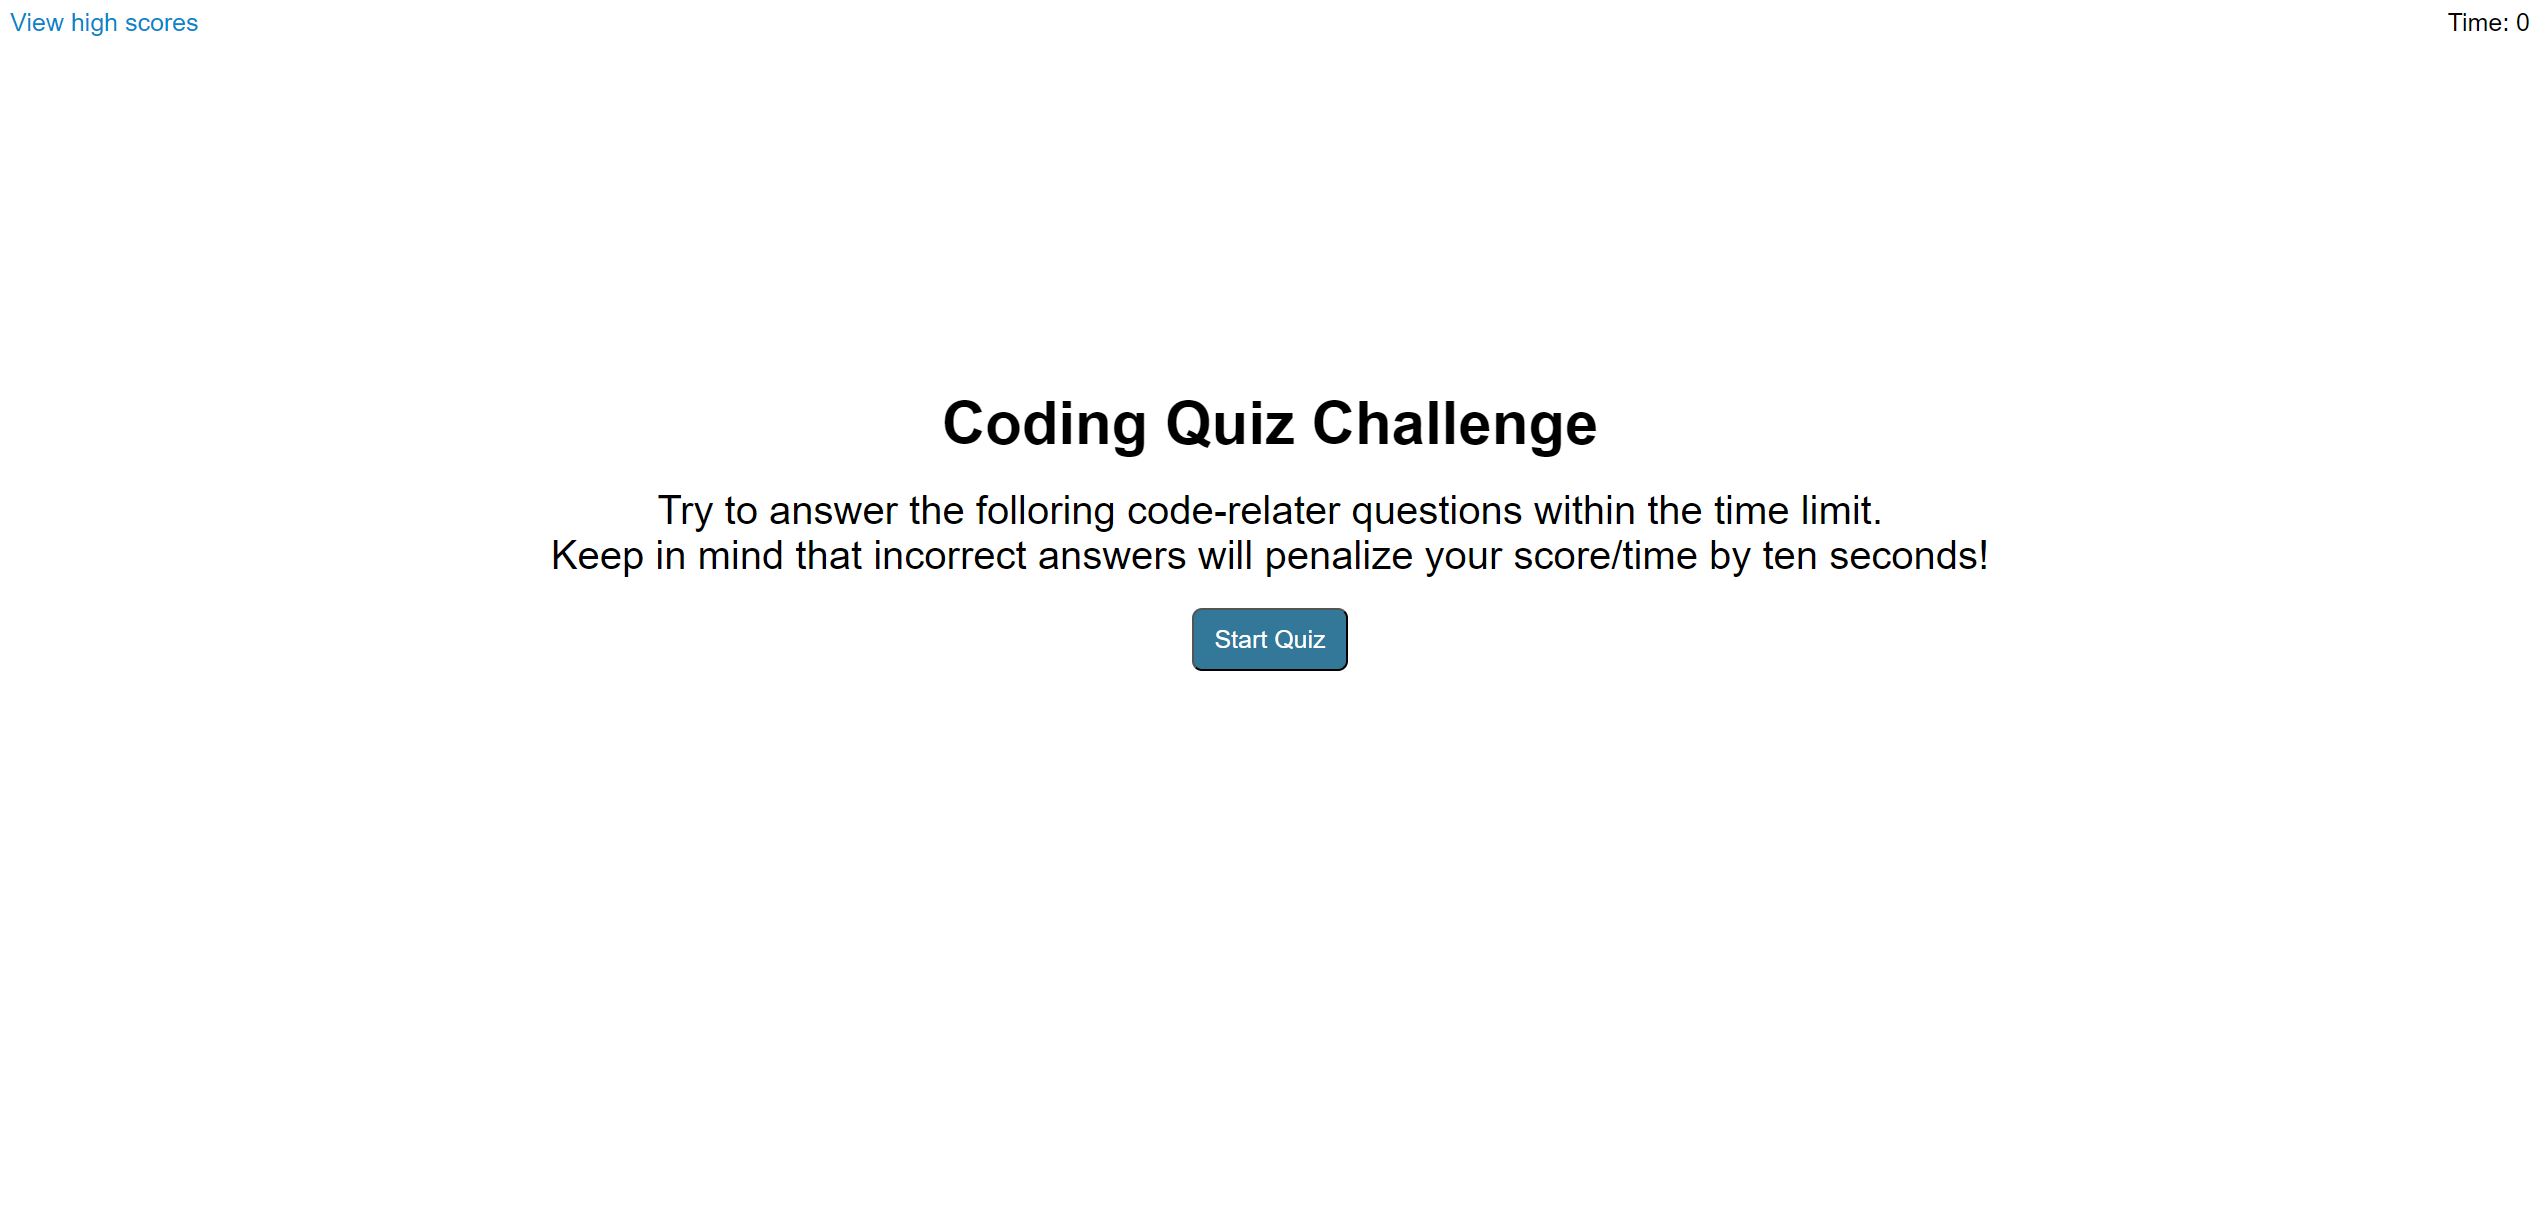 View high scores
Time: 0
Coding Quiz Challenge
Try to answer the folloring code-relater questions within the time limit.
Keep in mind that incorrect answers will penalize your score/time by ten seconds!
Start Quiz